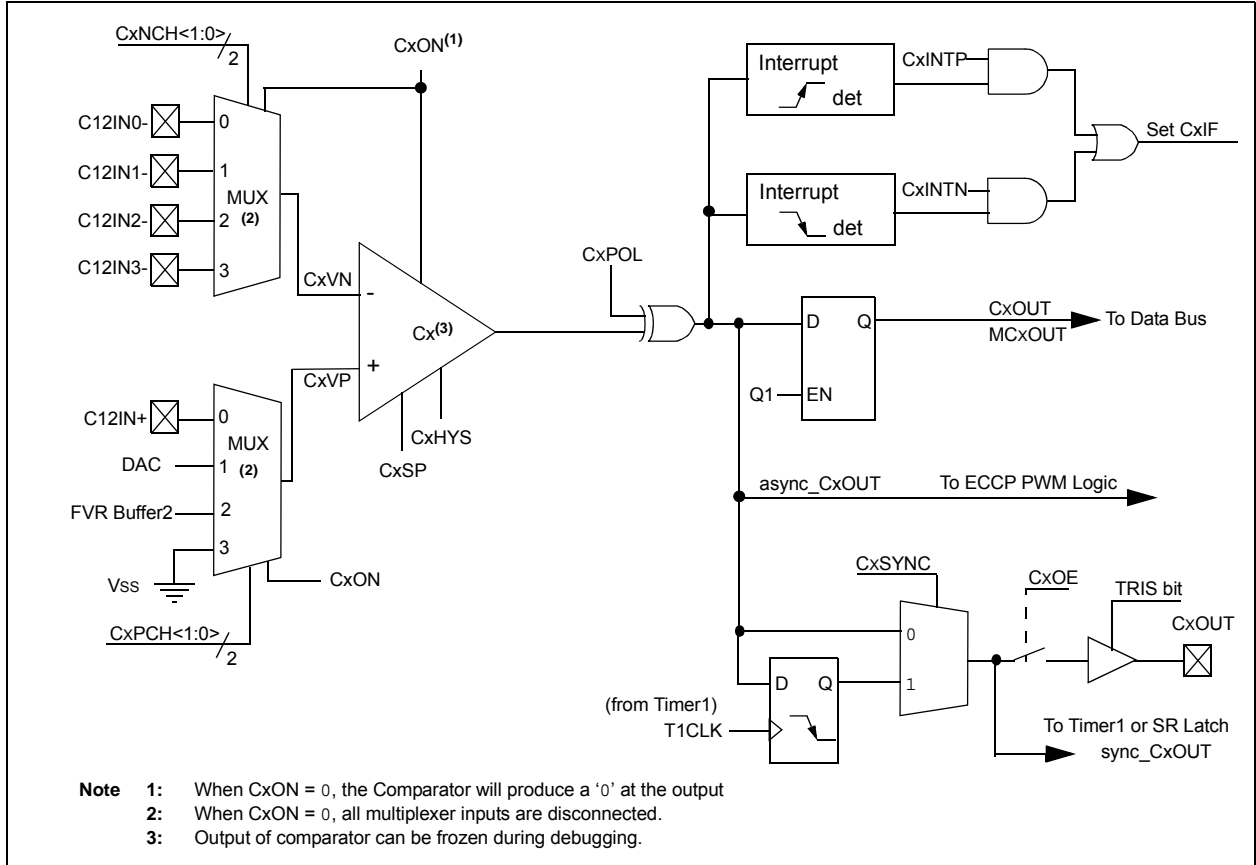 CxNCH<1:0>
2
CxON(1)
C12IN0-
0
C12IN1-
1
MUX
(2)
C12IN2-
2
C12IN3-
3
CxVN
-
Cx(3)
CxVP
+
CxHYS
CxSP
C12IN+
0
MUX
(2)
DAC
1
FVR Buffer2
2
3
Vss
CxON
CxPCH<1:0>
2
Interrupt
det
CxINTP
Set CxIF
Interrupt
det
CxINTN
CxPOL
D Q
CxOUT
MCxOUT
To Data Bus
Q1
EN
async_CxOUT
To ECCP PWM Logic
CxSYNC
CxOE
TRIS bit
CxOUT
0
1
D Q
(from Timer1)
T1CLK
To Timer1 or SR Latch
sync_CxOUT
Note 1: When CxON = 0, the Comparator will produce a ‘0’ at the output
2: When CxON = 0, all multiplexer inputs are disconnected.
3: Output of comparator can be frozen during debugging.